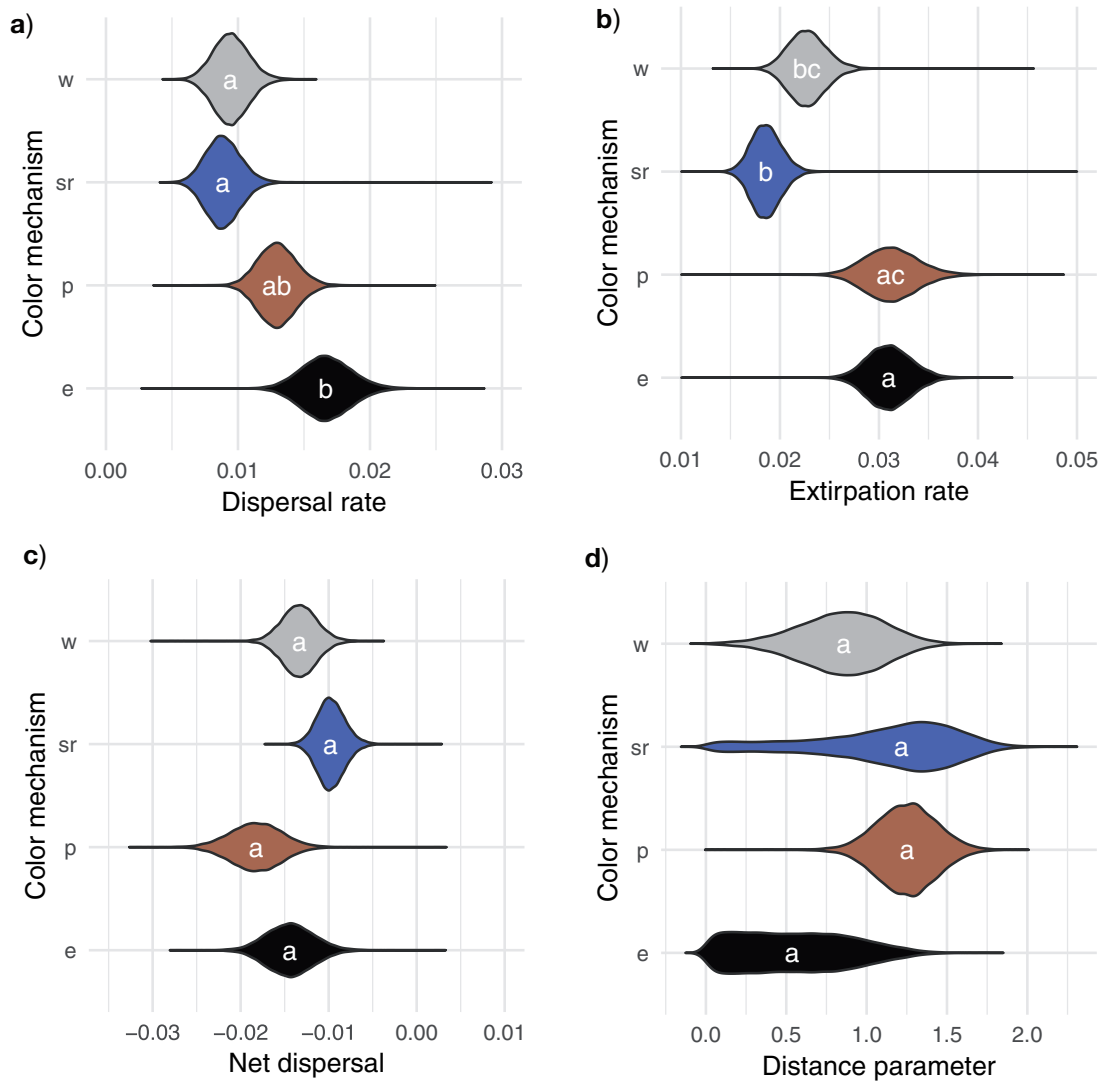 a)
Color mechanism
w
a
sr
a
p
ab
e
b
0.00 0.01 0.02 0.03
Dispersal rate
b)
Color mechanism
w
bc
sr
b
p
ac
e
a
0.01 0.02 0.03 0.04 0.05
Extirpation rate
c)
Color mechanism
w
a
sr
a
p
a
e
a
−0.03 −0.02 −0.01 0.00 0.01
Net dispersal
d)
Color mechanism
w
a
sr
a
p
a
e
a
0.0 0.5 1.0 1.5 2.0
Distance parameter